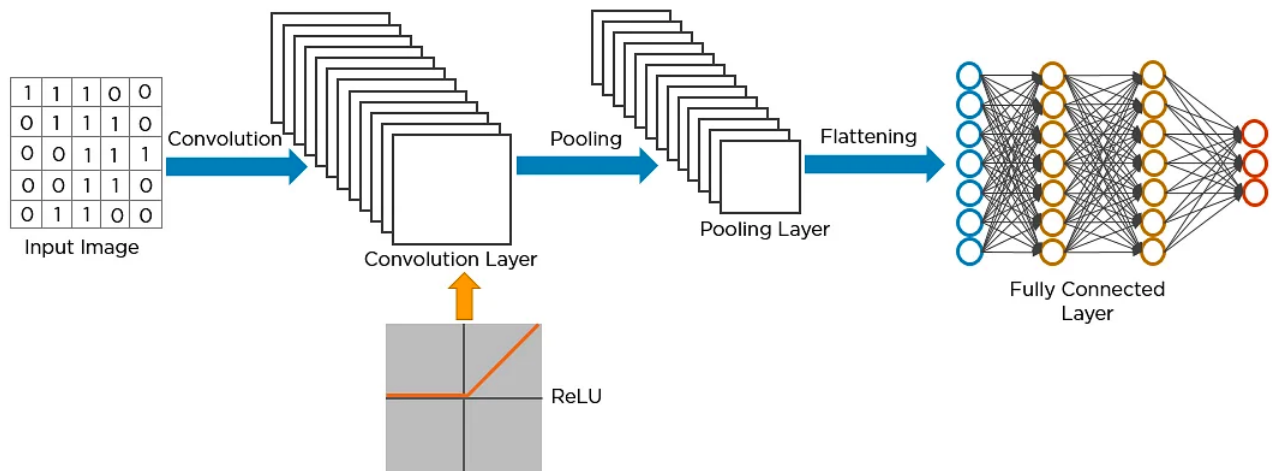 1 1 1 0 0
0 1 1 1 0
0 0 1 1 1
0 0 1 1 0
0 1 1 0 0
Input Image
Convolution
Convolution Layer
ReLU
Pooling
Pooling Layer
Flattening
Fully Connected
Layer